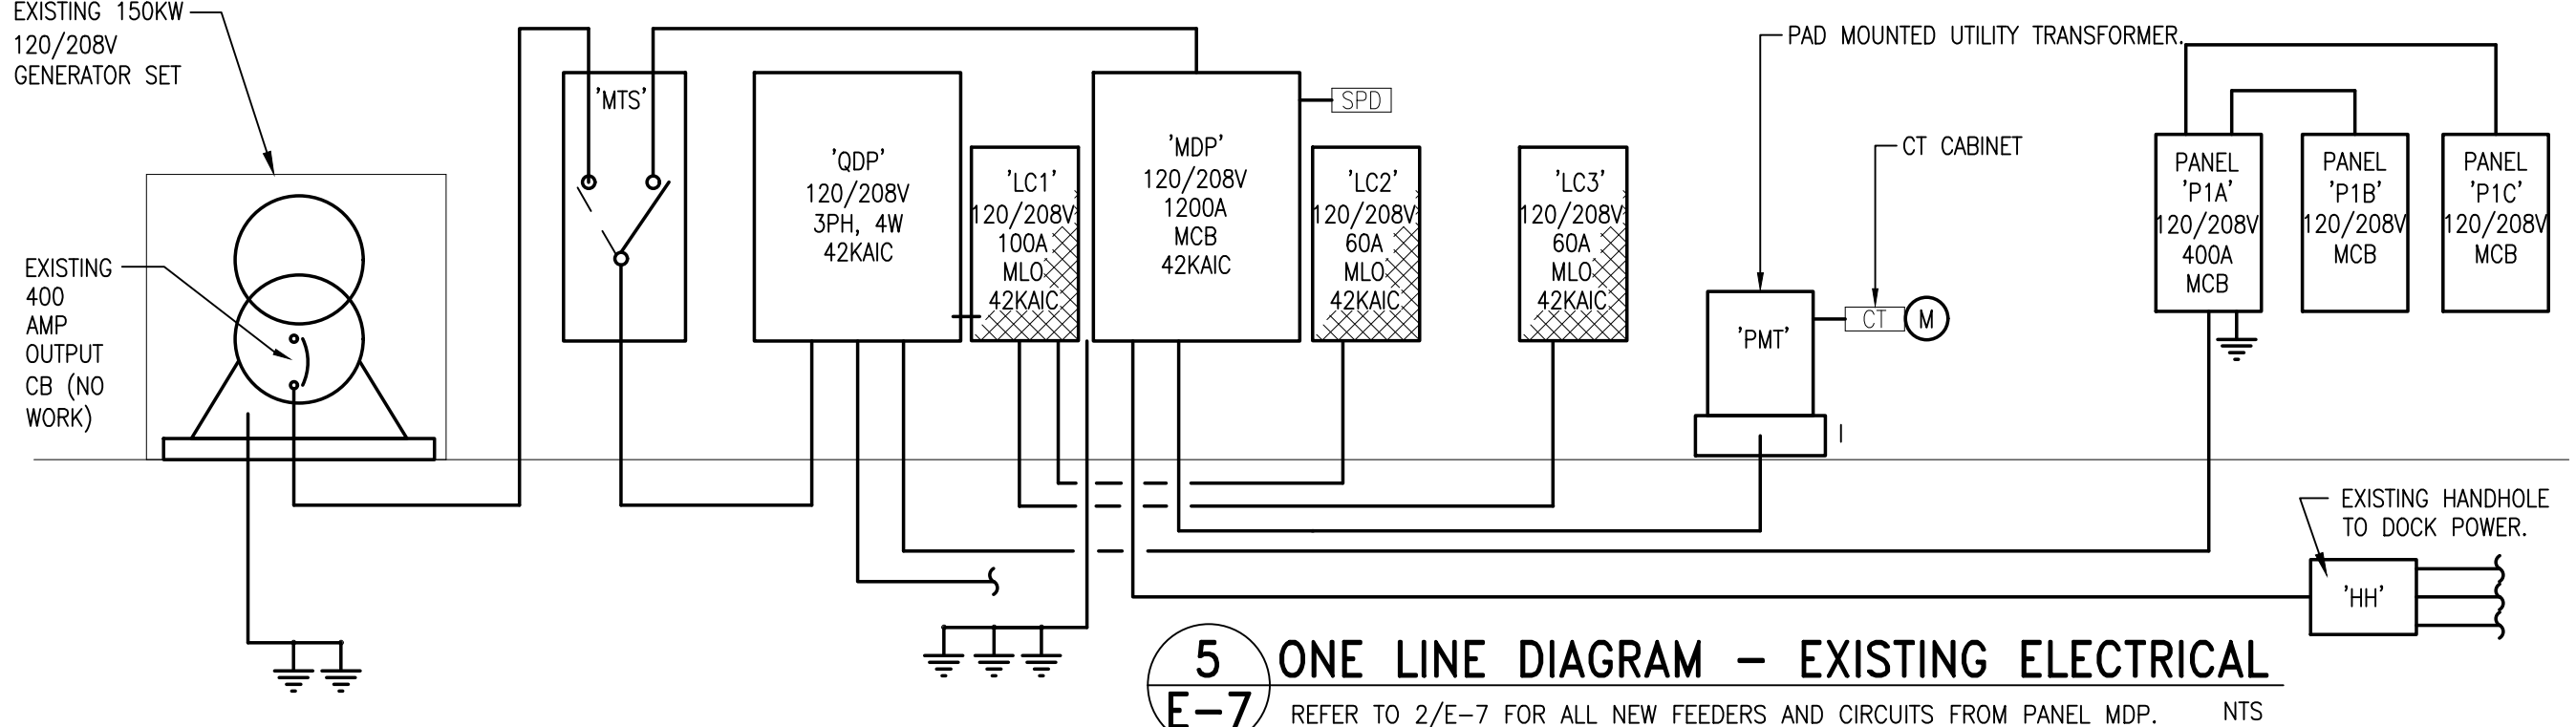 EXISTING 150KW
120/208V
GENERATOR SET
EXISTING
400
AMP
OUTPUT
CB (NO
WORK)
'MTS'
'QDP'
120/208V
3PH, 4W
42KAIC
'LC1'
120/208V
100A
MLO
42KAIC
'MDP'
120/208V
1200A
MCB
42KAIC
SPD
'LC2'
120/208V
60A
MLO
42KAIC
'LC3'
120/208V
60A
MLO
42KAIC
PAD MOUNTED UTILITY TRANSFORMER.
CT CABINET
'PMT'
CT
M
PANEL
'P1A'
120/208V
400A
MCB
PANEL
'P1B'
120/208V
MCB
PANEL
'P1C'
120/208V
MCB
EXISTING HANDHOLE
TO DOCK POWER.
'HH'
5
E-7
ONE LINE DIAGRAM - EXISTING ELECTRICAL
REFER TO 2/E-7 FOR ALL NEW FEEDERS AND CIRCUITS FROM PANEL MDP.
NTS